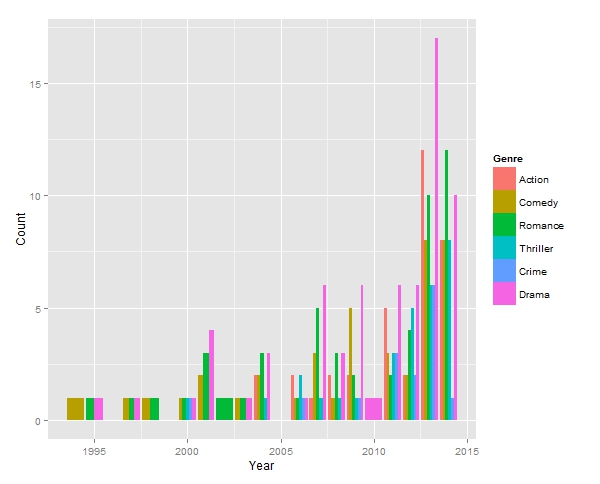 15
10
5
0
Count
1995
2000
2005
2010
2015
Year
Genre
Action
Comedy
Romance
Thriller
Crime
Drama